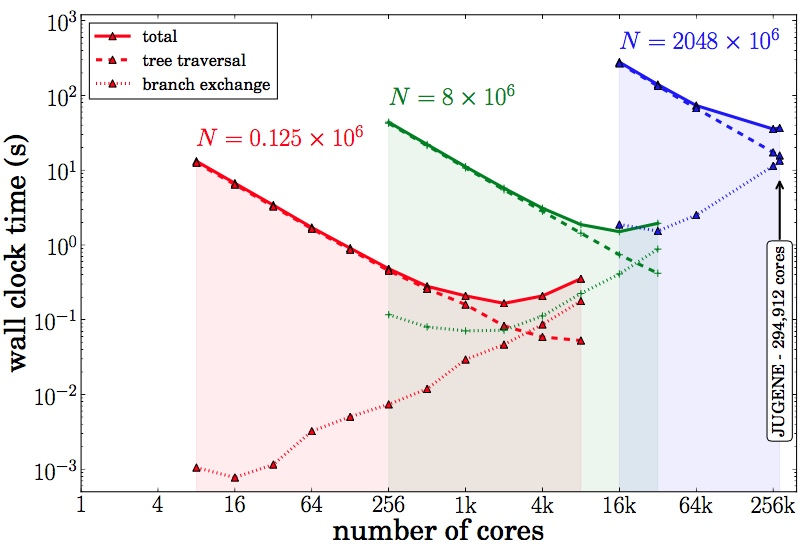 10³
10²
10¹
10⁰
10⁻¹
10⁻²
10⁻³
wall clock time (s)
total
tree traversal
branch exchange
N = 0.125 × 10⁶
N = 8 × 10⁶
N = 2048 × 10⁶
JUGENE - 294,912 cores
1 4 16 64 256 1k 4k 16k 64k 256k
number of cores